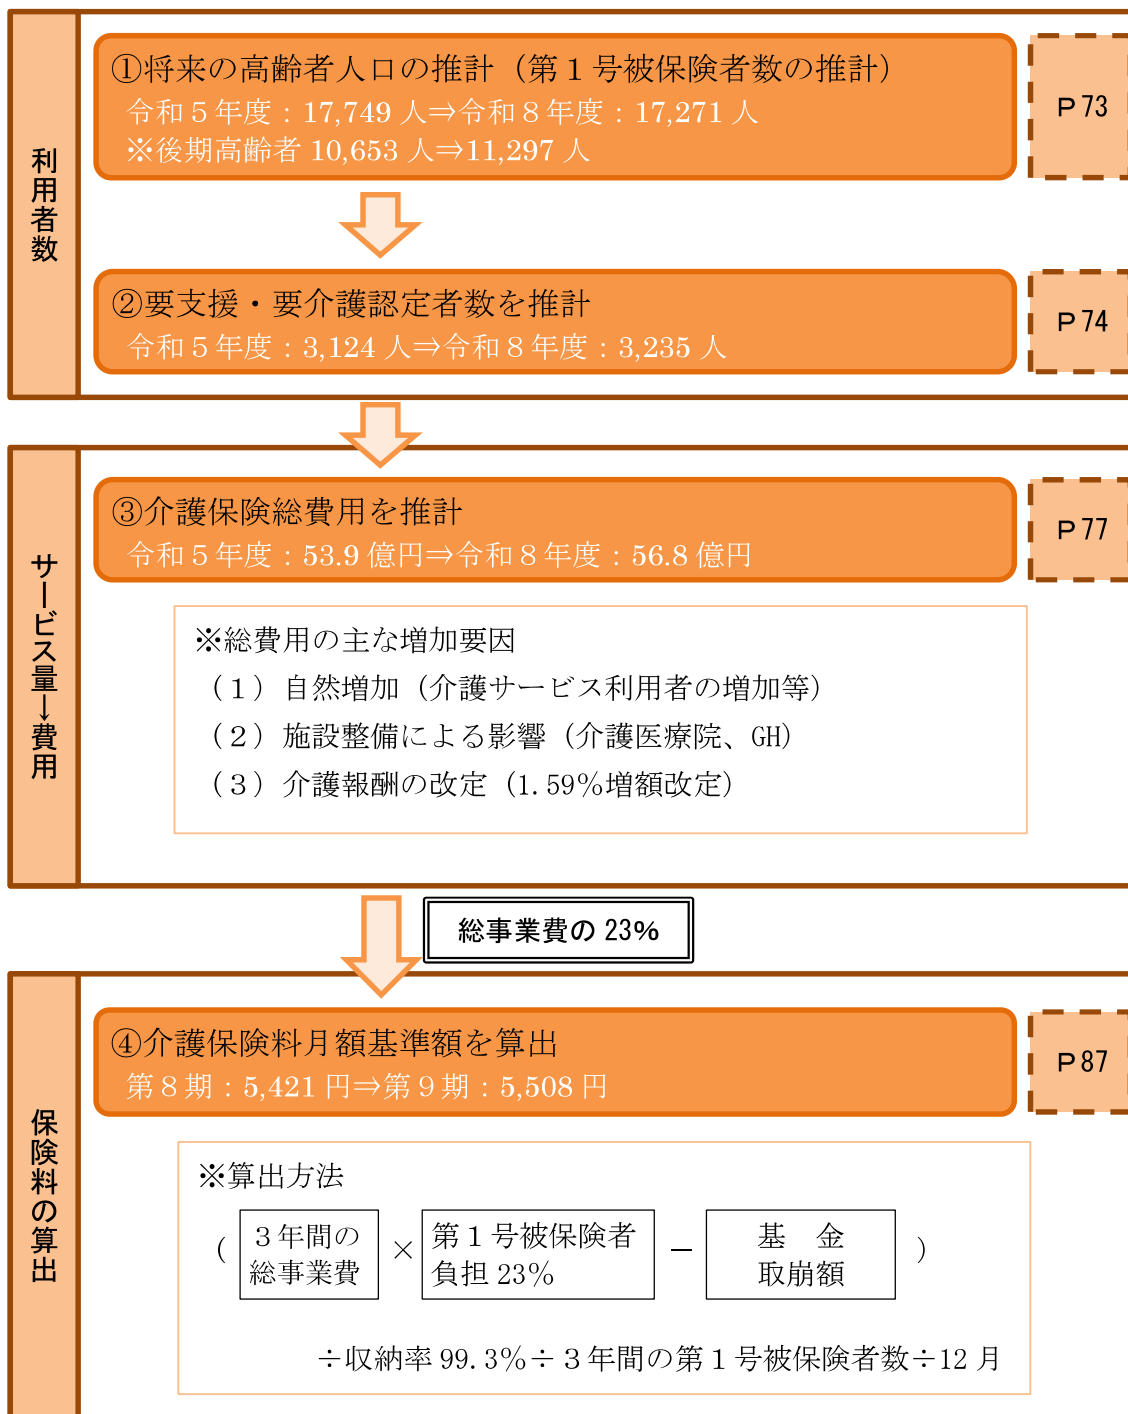 利用者数
①将来の高齢者人口の推計（第１号被保険者数の推計）
令和５年度：17,749 人⇒令和８年度：17,271 人
※後期高齢者 10,653 人⇒11,297 人
Ｐ73
②要支援・要介護認定者数を推計
令和５年度：3,124 人⇒令和８年度：3,235 人
Ｐ74
サービス量→費用
③介護保険総費用を推計
令和５年度：53.9 億円⇒令和８年度：56.8 億円
Ｐ77
※総費用の主な増加要因
（１）自然増加（介護サービス利用者の増加等）
（２）施設整備による影響（介護医療院、GH）
（３）介護報酬の改定（1.59％増額改定）
総事業費の 23％
保険料の算出
④介護保険料月額基準額を算出
第８期：5,421 円⇒第９期：5,508 円
Ｐ87
※算出方法
（ ３年間の総事業費 × 第１号被保険者負担 23％ － 基　金取崩額 ）
÷収納率 99.3％÷３年間の第１号被保険者数÷12 月